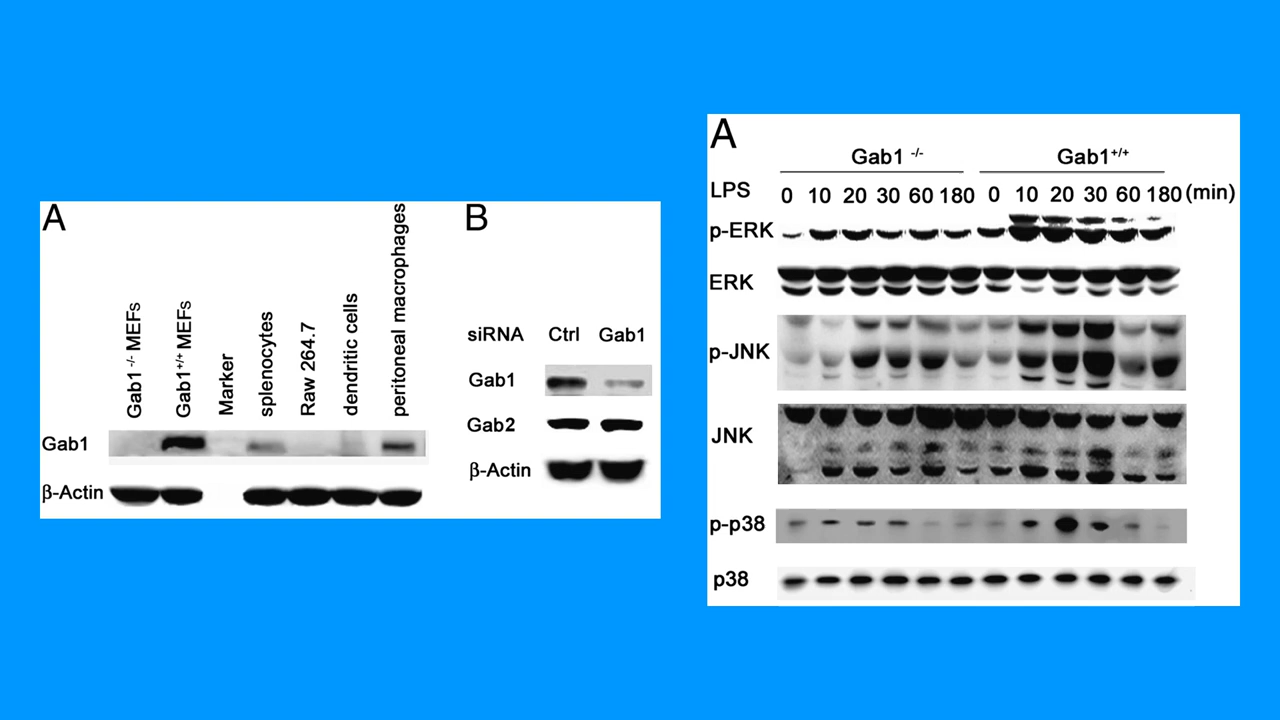 A
Gab1 -/- MEFs
Gab1+/+ MEFs
Marker
splenocytes
Raw 264.7
dendritic cells
peritoneal macrophages
Gab1
β-Actin
B
siRNA Ctrl Gab1
Gab1
Gab2
β-Actin
A
Gab1 -/- Gab1+/+
LPS 0 10 20 30 60 180 0 10 20 30 60 180 (min)
p-ERK
ERK
p-JNK
JNK
p-p38
p38